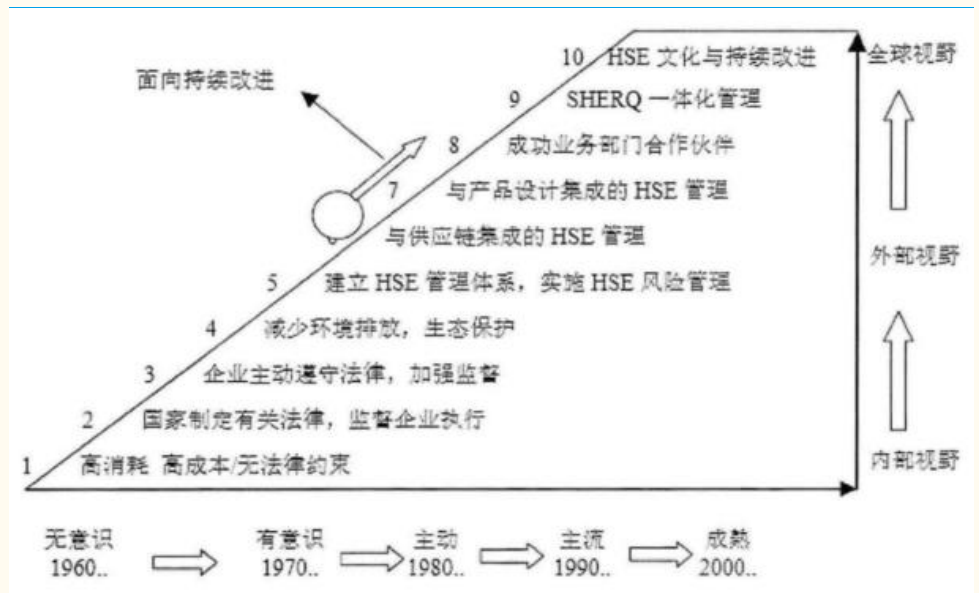 10 HSE 文化与持续改进
全球视野
面向持续改进
9 SHERQ 一体化管理
8 成功业务部门合作伙伴
7 与产品设计集成的 HSE 管理
与供应链集成的 HSE 管理
外部视野
5 建立 HSE 管理体系，实施 HSE 风险管理
4 减少环境排放，生态保护
3 企业主动遵守法律，加强监督
2 国家制定有关法律，监督企业执行
内部视野
1 高消耗 高成本/无法律约束
无意识 有意识 主动 主流 成熟
1960.. 1970.. 1980.. 1990.. 2000..